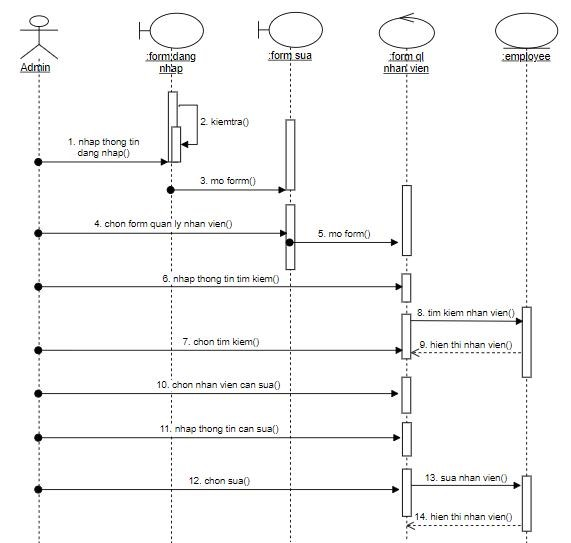 Admin
:form dang
nhap
:form sua
:form ql
nhan vien
:employee
2. kiemtra()
1. nhap thong tin
dang nhap()
3. mo forrm()
4. chon form quan ly nhan vien()
5. mo form()
6. nhap thong tin tim kiem()
8. tim kiem nhan vien()
7. chon tim kiem()
9. hien thi nhan vien()
10. chon nhan vien can sua()
11. nhap thong tin can sua()
12. chon sua()
13. sua nhan vien()
14. hien thi nhan vien()